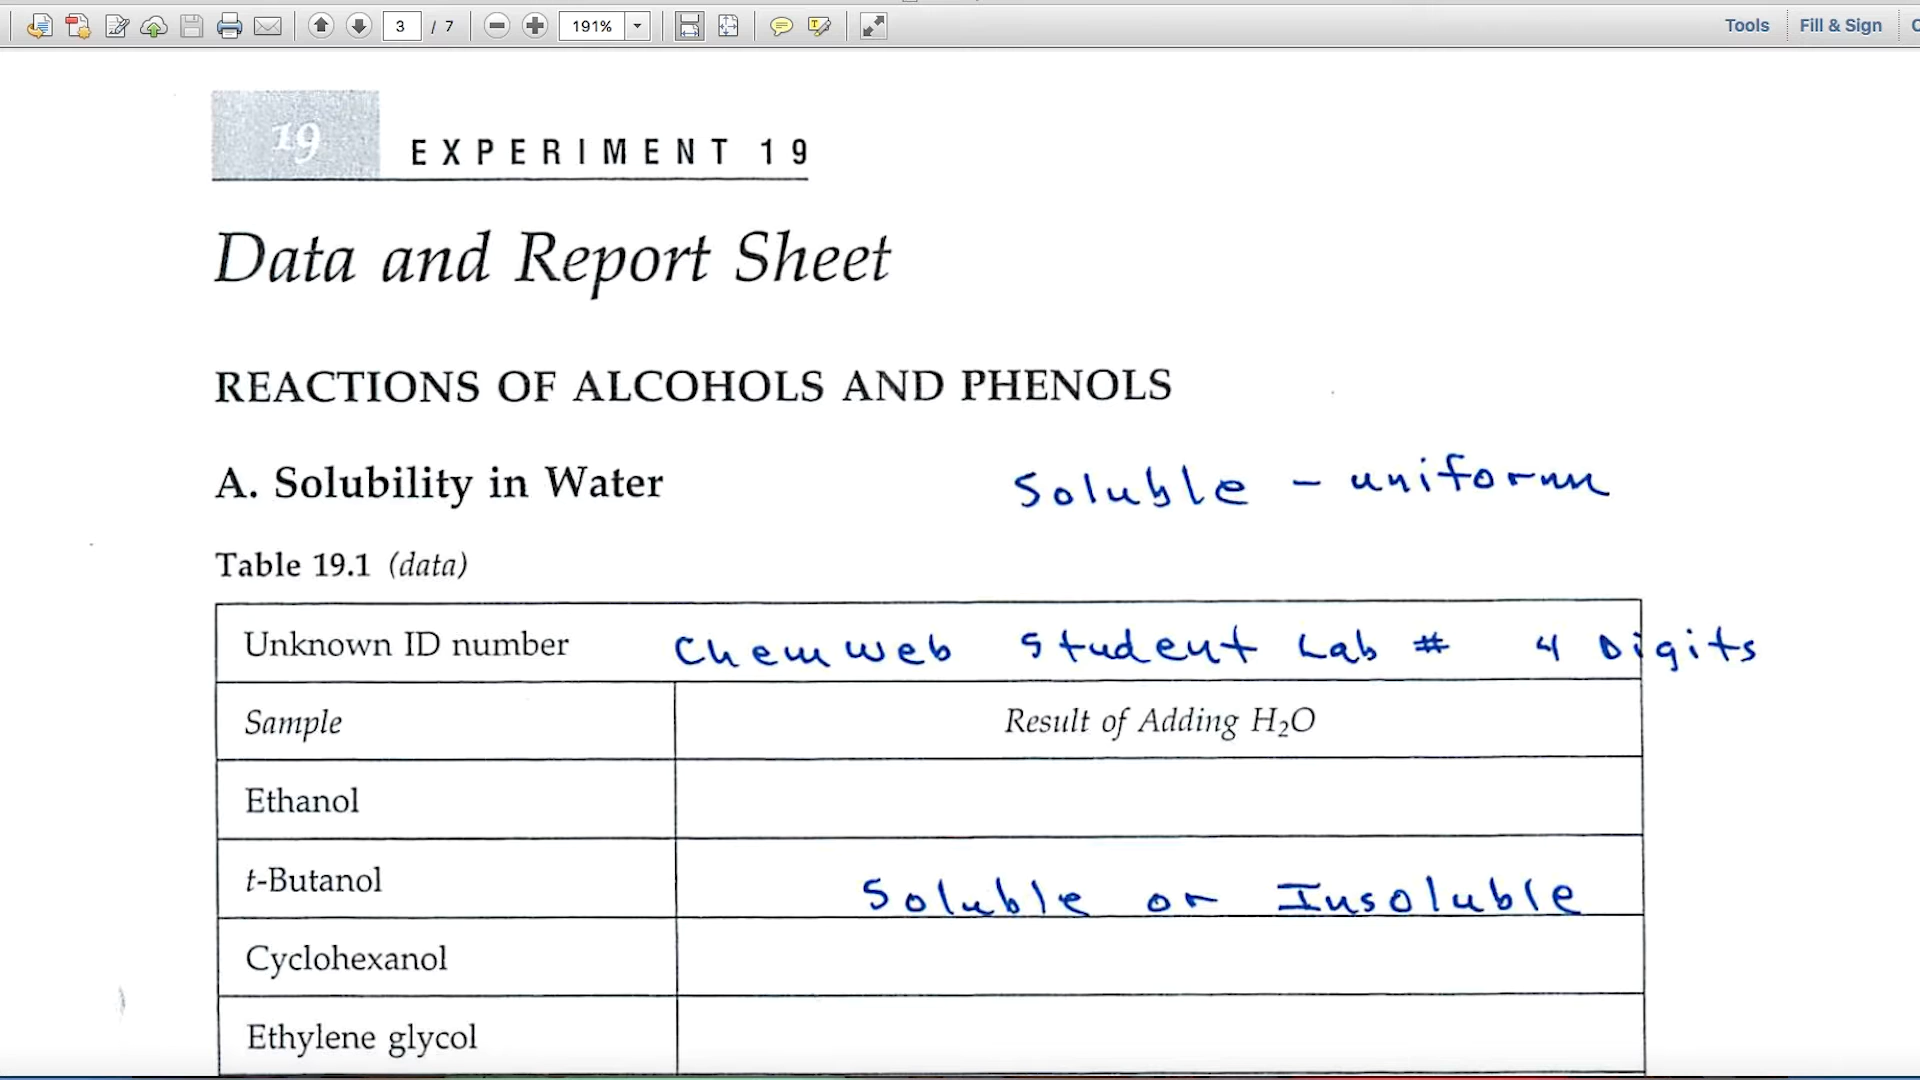 3 / 7 191% Tools Fill & Sign
19 EXPERIMENT 19
Data and Report Sheet
REACTIONS OF ALCOHOLS AND PHENOLS
A. Solubility in Water Soluble - uniform
Table 19.1 (data)
Unknown ID number Chemweb Student Lab # 4 Digits
Sample Result of Adding H₂O
Ethanol
t-Butanol Soluble or Insoluble
Cyclohexanol
Ethylene glycol